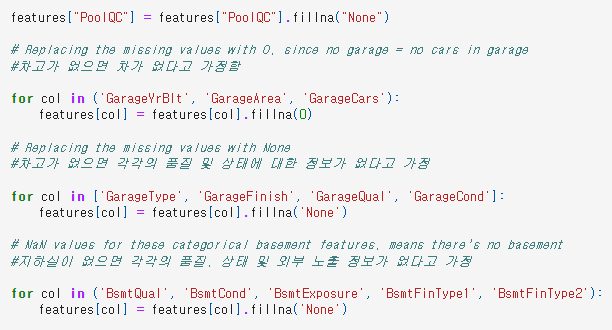 features["PoolQC"] = features["PoolQC"].fillna("None")
# Replacing the missing values with 0, since no garage = no cars in garage
#차고가 없으면 차가 없다고 가정함
for col in ('GarageYrBlt', 'GarageArea', 'GarageCars'):
features[col] = features[col].fillna(0)
# Replacing the missing values with None
#차고가 없으면 각각의 품질 및 상태에 대한 정보가 없다고 가정
for col in ['GarageType', 'GarageFinish', 'GarageQual', 'GarageCond']:
features[col] = features[col].fillna('None')
# NaN values for these categorical basement features, means there's no basement
#지하실이 없으면 각각의 품질, 상태 및 외부 노출 정보가 없다고 가정
for col in ('BsmtQual', 'BsmtCond', 'BsmtExposure', 'BsmtFinType1', 'BsmtFinType2'):
features[col] = features[col].fillna('None')